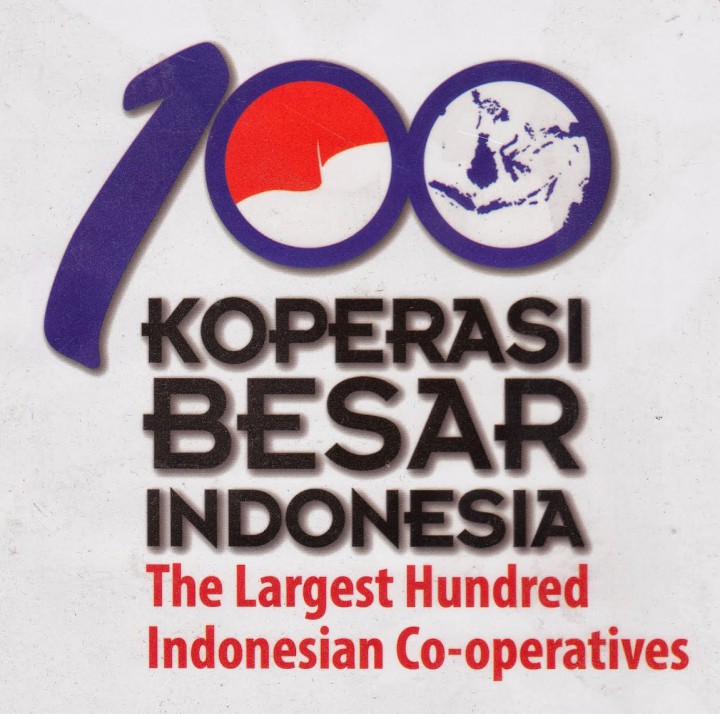 100
KOPERASI
BESAR
INDONESIA
The Largest Hundred
Indonesian Co-operatives